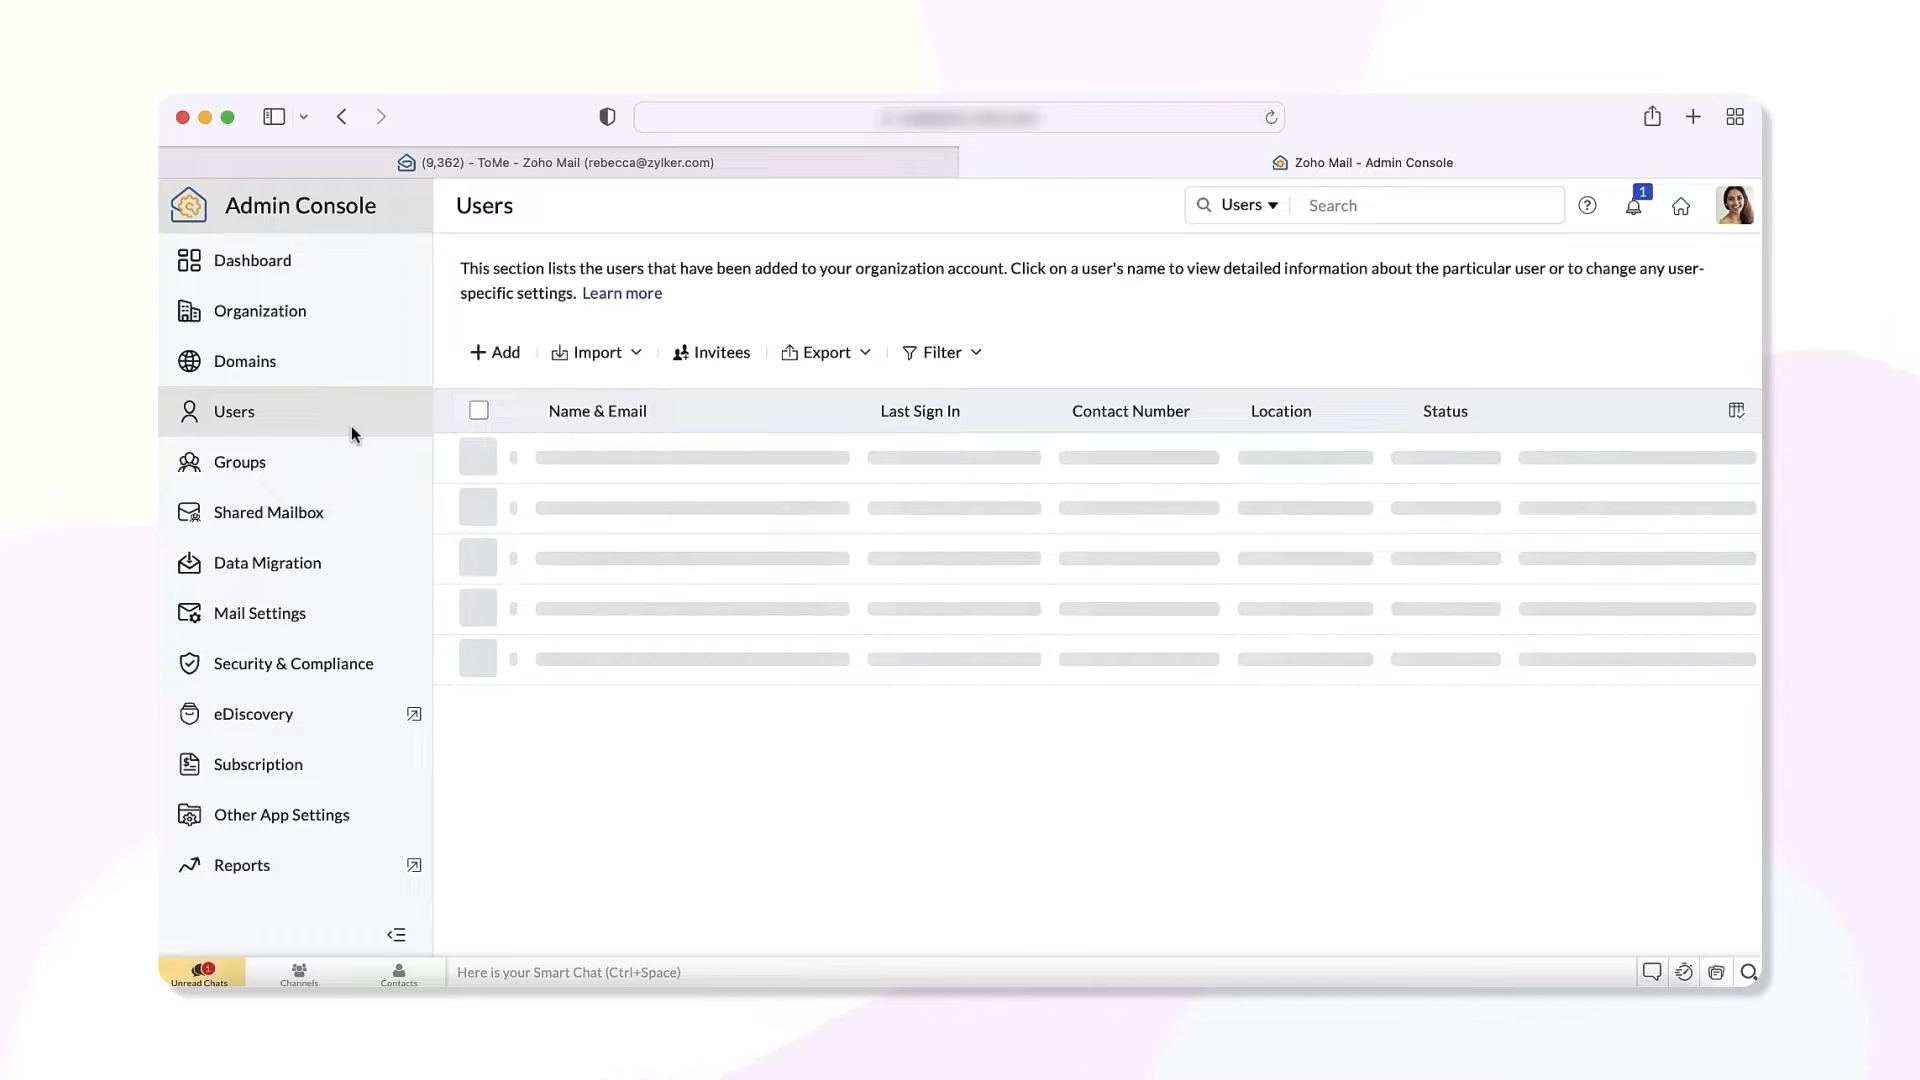 (9,362) - ToMe - Zoho Mail (rebecca@zylker.com)
Zoho Mail - Admin Console
Admin Console
Users
Users
Search
1
Dashboard
Organization
Domains
Users
Groups
Shared Mailbox
Data Migration
Mail Settings
Security & Compliance
eDiscovery
Subscription
Other App Settings
Reports
This section lists the users that have been added to your organization account. Click on a user's name to view detailed information about the particular user or to change any user-
specific settings. Learn more
Add
Import
Invitees
Export
Filter
Name & Email
Last Sign In
Contact Number
Location
Status
1
Unread Chats
Channels
Contacts
Here is your Smart Chat (Ctrl+Space)